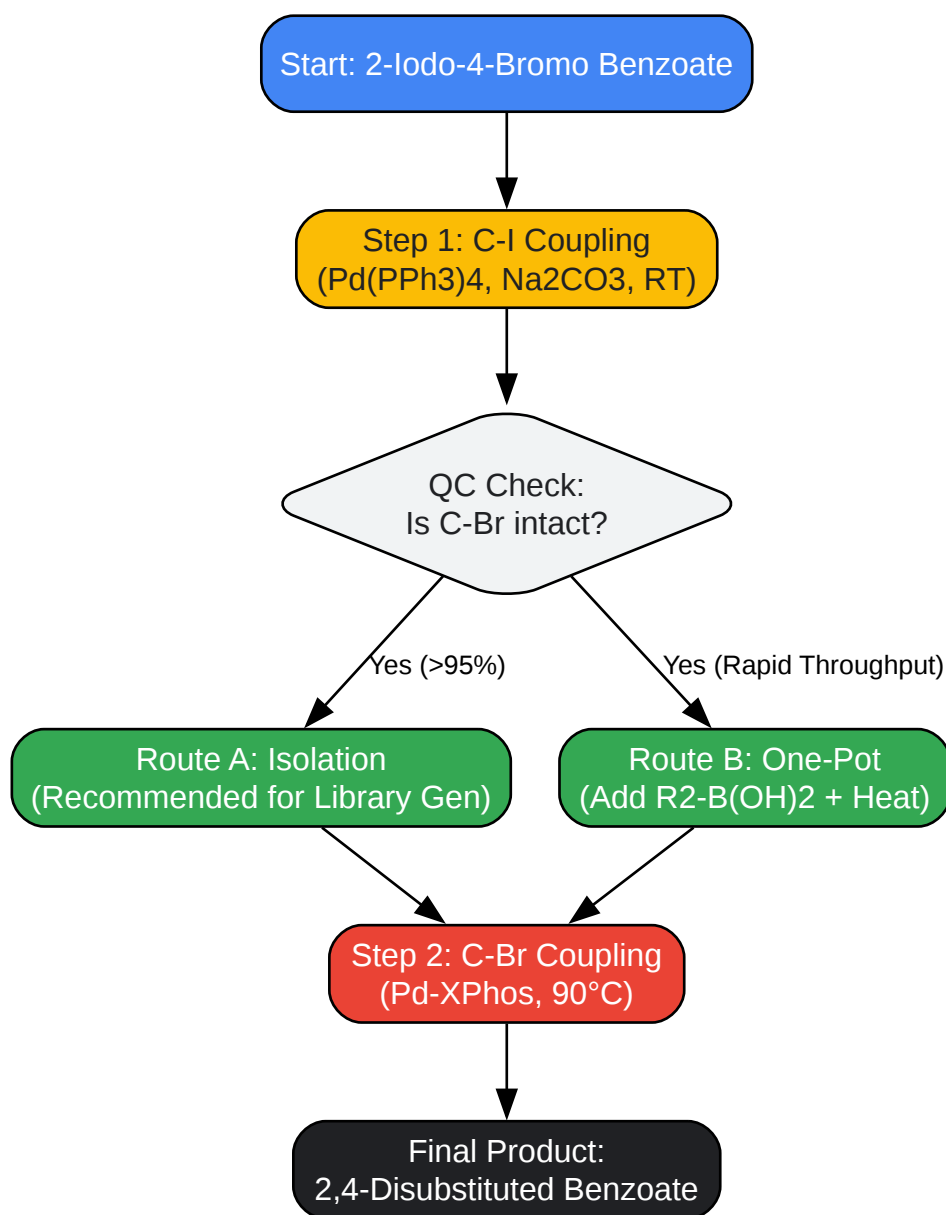 Start: 2-Iodo-4-Bromo Benzoate
Step 1: C-I Coupling
(Pd(PPh3)4, Na2CO3, RT)
QC Check:
Is C-Br intact?
Yes (>95%)
Yes (Rapid Throughput)
Route A: Isolation
(Recommended for Library Gen)
Route B: One-Pot
(Add R2-B(OH)2 + Heat)
Step 2: C-Br Coupling
(Pd-XPhos, 90°C)
Final Product:
2,4-Disubstituted Benzoate